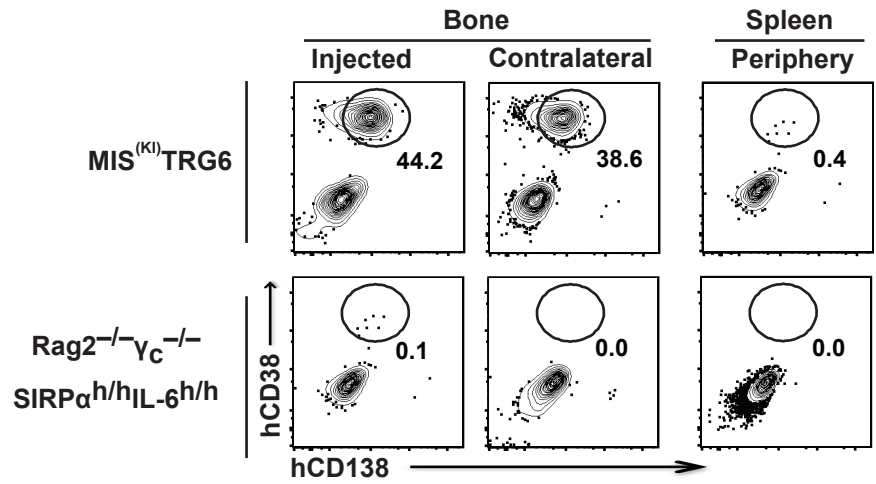 Bone Spleen
Injected Contralateral Periphery
MIS(KI)TRG6
44.2 38.6 0.4
Rag2–/–γc–/–
SIRPαh/hIL-6h/h
0.1 0.0 0.0
hCD38
hCD138